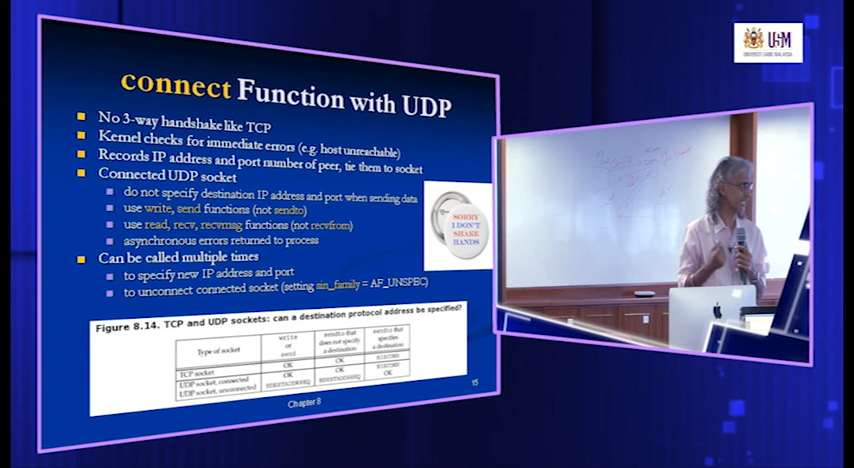 connect Function with UDP
No 3-way handshake like TCP
Kernel checks for immediate errors (e.g. host unreachable)
Records IP address and port number of peer, tie them to socket
Connected UDP socket
do not specify destination IP address and port when sending data
use write, send functions (not sendto)
use read, recv, recvmsg functions (not recvfrom)
asynchronous errors returned to process
Can be called multiple times
to specify new IP address and port
to unconnect connected socket (setting sin_family = AF_UNSPEC)
SORRY
I DON'T
SHAKE
HANDS
Figure 8.14. TCP and UDP sockets: can a destination protocol address be specified?
Type of socket
write
or
send
sendto that
does not specify
a destination
sendto that
specifies
a destination
TCP socket OK OK EISCONN
UDP socket, connected OK OK EISCONN
UDP socket, unconnected EDESTADDRREQ EDESTADDRREQ OK
Chapter 8
15
USM
UNIVERSITI SAINS MALAYSIA